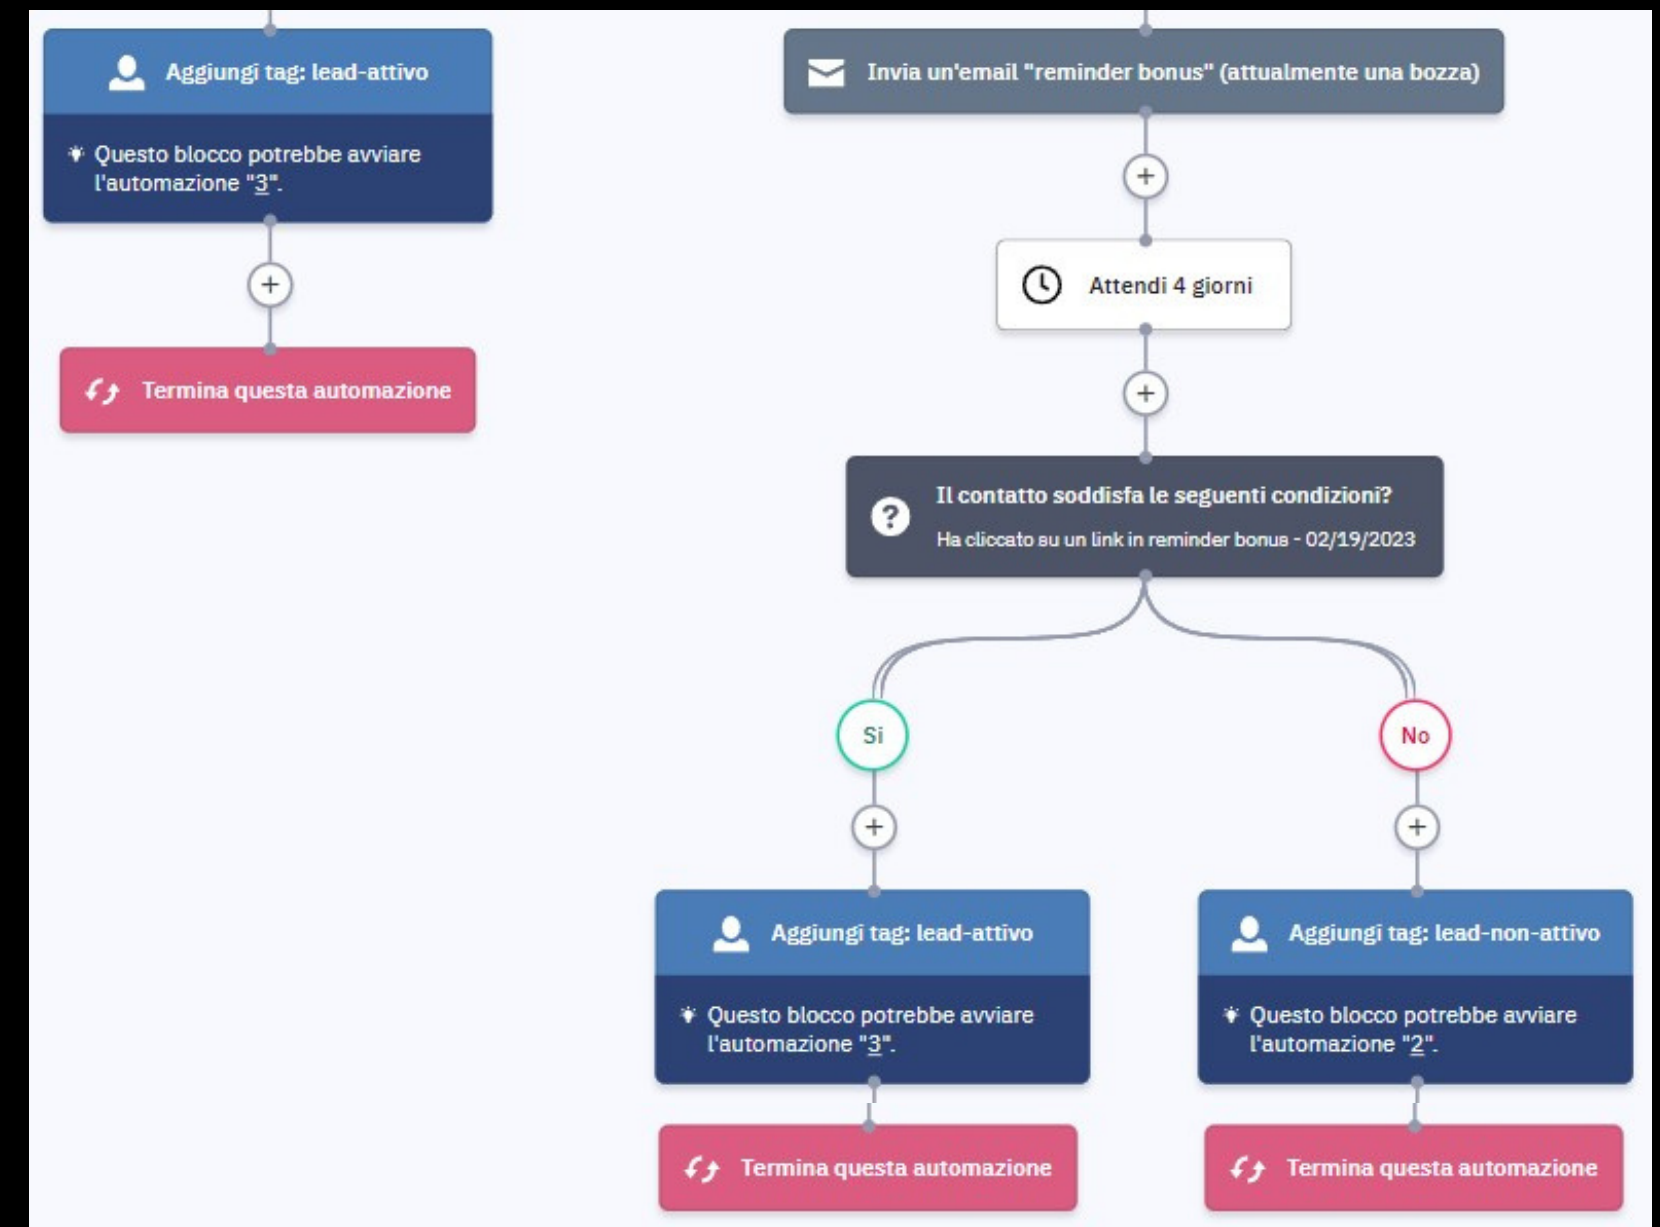 Aggiungi tag: lead-attivo
Questo blocco potrebbe avviare
l'automazione "3".
Termina questa automazione
Invia un'email "reminder bonus" (attualmente una bozza)
Attendi 4 giorni
Il contatto soddisfa le seguenti condizioni?
Ha cliccato su un link in reminder bonus - 02/19/2023
Si
No
Aggiungi tag: lead-attivo
Questo blocco potrebbe avviare
l'automazione "3".
Termina questa automazione
Aggiungi tag: lead-non-attivo
Questo blocco potrebbe avviare
l'automazione "2".
Termina questa automazione